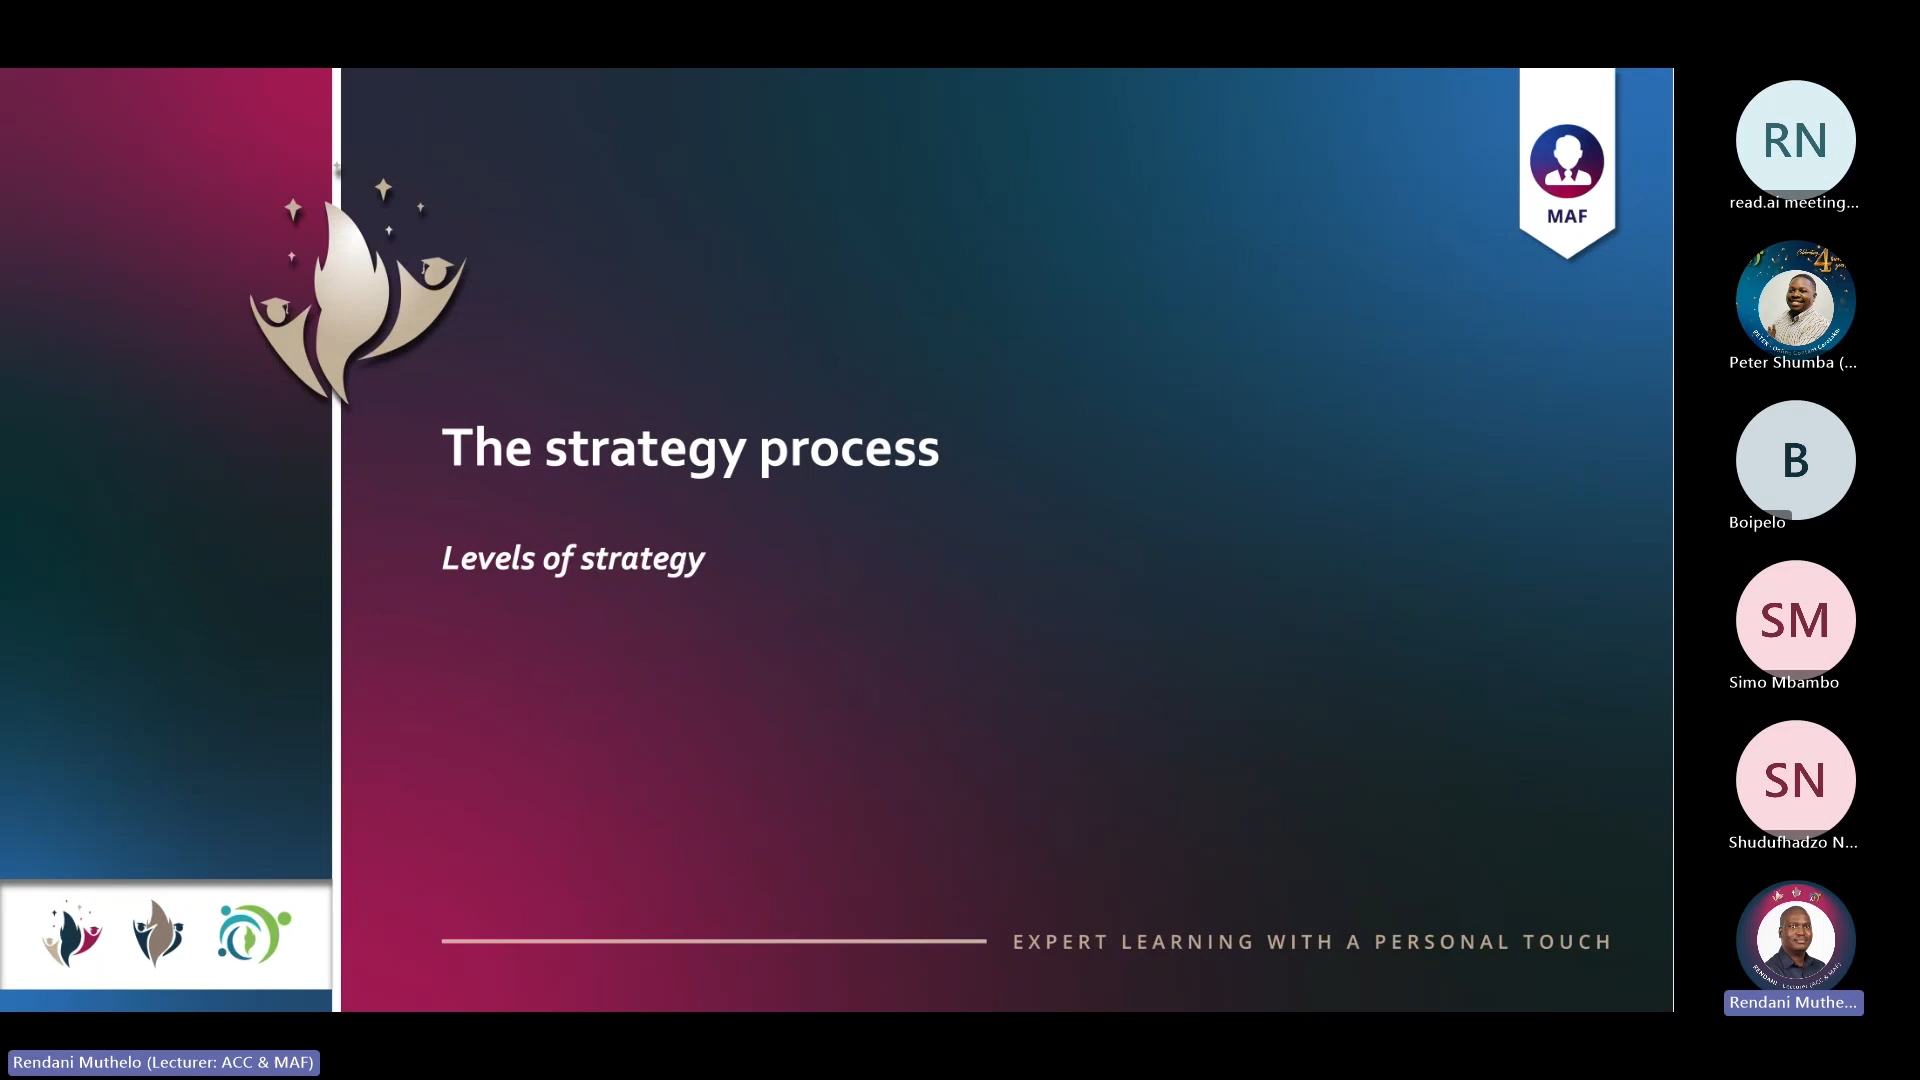 MAF
The strategy process
Levels of strategy
EXPERT LEARNING WITH A PERSONAL TOUCH
RN
read.ai meeting...
Peter Shumba (...
B
Boipelo
SM
Simo Mbambo
SN
Shudufhadzo N...
Rendani Muthe...
Rendani Muthelo (Lecturer: ACC & MAF)